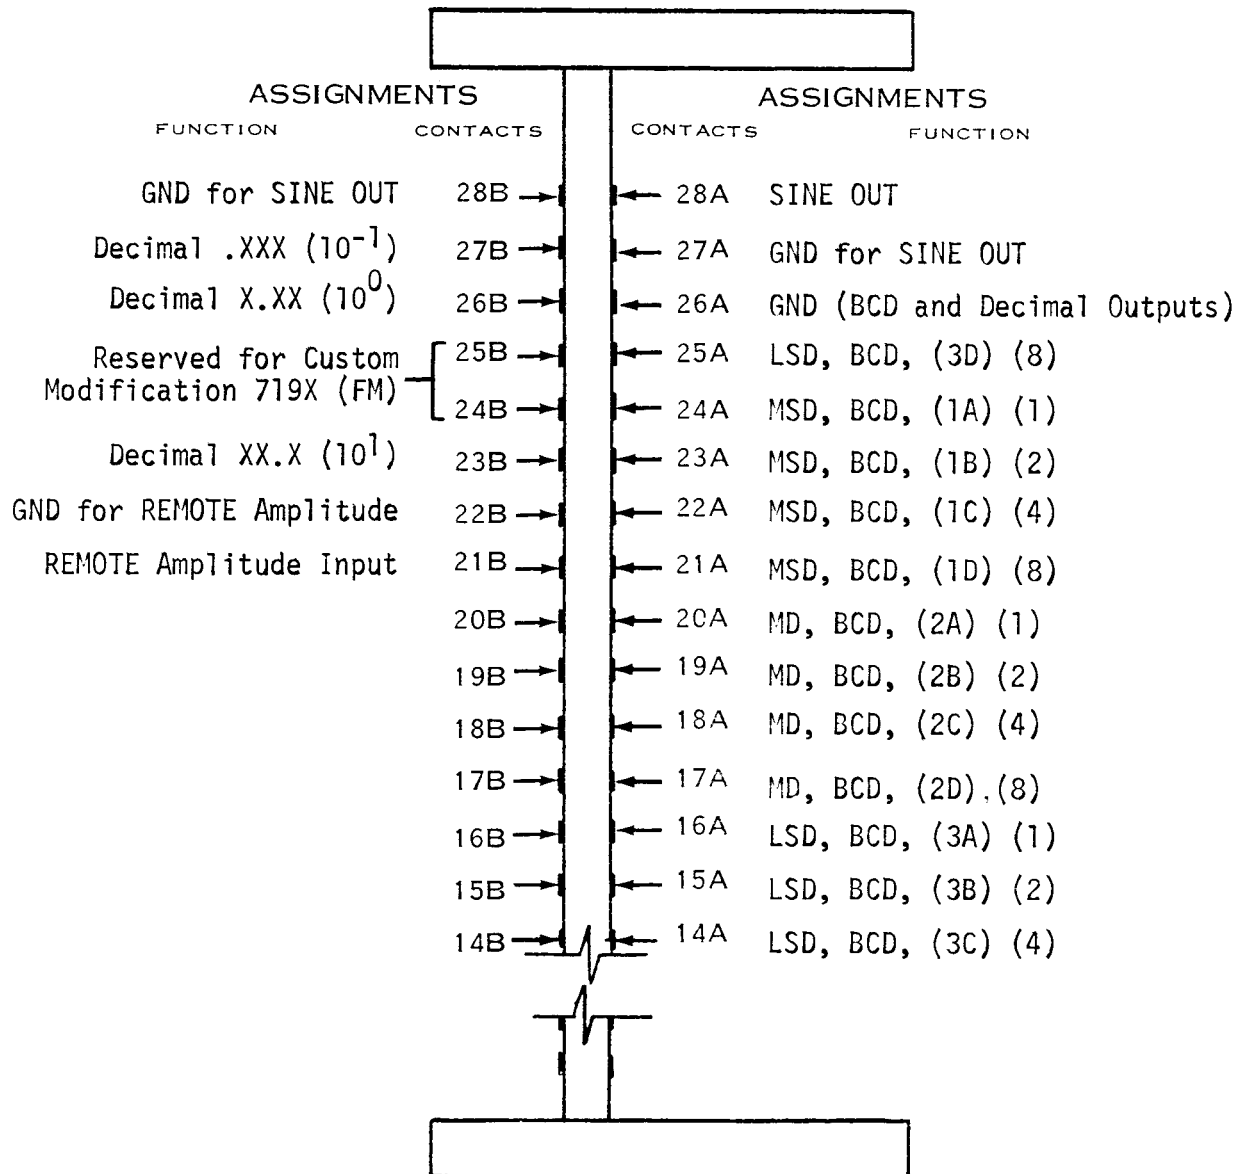 ASSIGNMENTS ASSIGNMENTS
FUNCTION CONTACTS CONTACTS FUNCTION
GND for SINE OUT 28B 28A SINE OUT
Decimal .XXX (10⁻¹) 27B 27A GND for SINE OUT
Decimal X.XX (10⁰) 26B 26A GND (BCD and Decimal Outputs)
Reserved for Custom 25B 25A LSD, BCD, (3D) (8)
Modification 719X (FM) 24B 24A MSD, BCD, (1A) (1)
Decimal XX.X (10¹) 23B 23A MSD, BCD, (1B) (2)
GND for REMOTE Amplitude 22B 22A MSD, BCD, (1C) (4)
REMOTE Amplitude Input 21B 21A MSD, BCD, (1D) (8)
20B 20A MD, BCD, (2A) (1)
19B 19A MD, BCD, (2B) (2)
18B 18A MD, BCD, (2C) (4)
17B 17A MD, BCD, (2D).(8)
16B 16A LSD, BCD, (3A) (1)
15B 15A LSD, BCD, (3B) (2)
14B 14A LSD, BCD, (3C) (4)